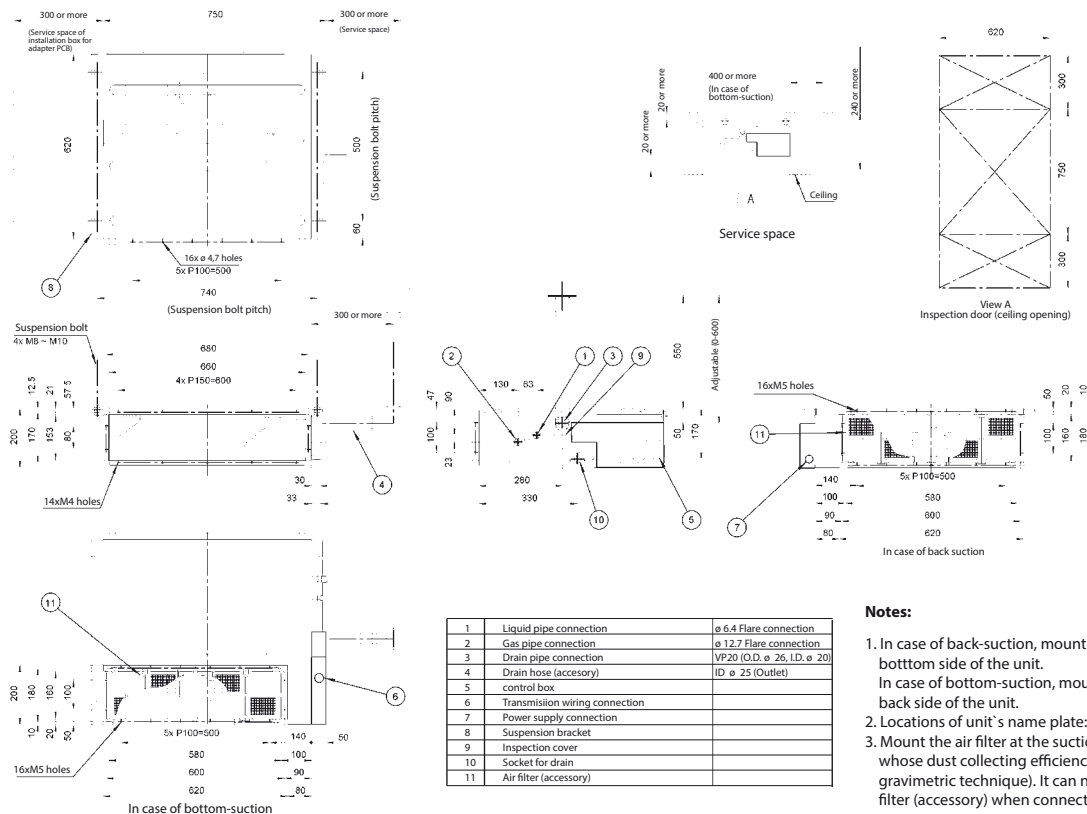 300 or more
750
300 or more
(Service space of
installation box for
adapter PCB)
(Service space)
620
500
(Suspension bolt pitch)
60
16x ø 4,7 holes
5x P100=500
8
740
(Suspension bolt pitch)
20 or more
20 or more
400 or more
(In case of
bottom-suction)
240 or more
A
Ceiling
Service space
620
300
750
300
View A
Inspection door (ceiling opening)
Suspension bolt
4x M8 ~ M10
300 or more
680
660
4x P150=600
12.5
21
57 5
200
170
153
80
14xM4 holes
30
33
4
2
1
3
9
550
Adjustable (0-600)
130
83
47
90
100
23
50
170
330
10
5
16xM5 holes
50
20
10
11
100
160
180
7
140
5x P100=500
100
580
90
600
80
620
In case of back suction
11
200
180
160
100
10
20
50
6
5x P100=500
140
50
16xM5 holes
580
100
600
90
620
80
In case of bottom-suction
1 Liquid pipe connection ø 6.4 Flare connection
2 Gas pipe connection ø 12.7 Flare connection
3 Drain pipe connection VP20 (O.D. ø 26, I.D. ø 20)
4 Drain hose (accesory) ID ø 25 (Outlet)
5 control box
6 Transmisiion wiring connection
7 Power supply connection
8 Suspension bracket
9 Inspection cover
10 Socket for drain
11 Air filter (accessory)
Notes:
1. In case of back-suction, mount
botttom side of the unit.
In case of bottom-suction, mou
back side of the unit.
2. Locations of unit`s name plate:
3. Mount the air filter at the suctio
whose dust collecting efficienc
gravimetric technique). It can n
filter (accessory) when connect